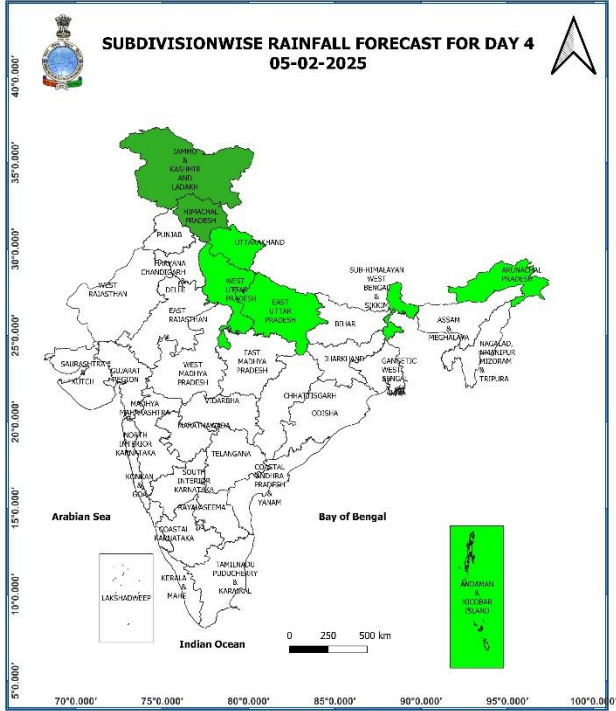 SUBDIVISIONWISE RAINFALL FORECAST FOR DAY 4
05-02-2025
40°0.000'
35°0.000'
30°0.000'
25°0.000'
20°0.000'
15°0.000'
10°0.000'
5°0.000'
JAMMO
&
KASHMIR
AND
LADAKH
HIMACHAL
PRADESH
PUNJAB
UTTARAKHAND
HARYANA
CHANDIGARH
&
DELHI
WEST
RAJASTHAN
EAST
RAJASTHAN
WEST
UTTAR
PRADESH
EAST
UTTAR
PRADESH
SUB-HIMALAYAN
WEST
BENGAL
&
SIKKIM
ARUNACHAL
PRADESH
BIHAR
ASSAM
&
MEGHALAYA
NAGALAD,
MANIPUR
MIZORAM
&
TRIPURA
SAURASHTRA
&
KUTCH
GUJARAT
REGION
WEST
MADHYA
PRADESH
EAST
MADHYA
PRADESH
JHARKHAND
GANGETIC
WEST
BENGAL
MADHYA
MAHARASHTRA
VIDARBHA
CHHATTISGARH
ODISHA
MARATHAWADA
NORTH
INTERIOR
KARNATAKA
TELANGANA
KONKAN
&
GOA
SOUTH
INTERIOR
KARNATAKA
COASTAL
ANDHRA
PRADESH
&
YANAM
RAYALASEEMA
Arabian Sea
Bay of Bengal
COASTAL
KARNATAKA
KERALA
&
MAHE
TAMILNADU
PUDUCHERRY
&
KARAIKAL
LAKSHADWEEP
ANDAMAN
&
NICOBAR
ISLAND
Indian Ocean
0 250 500 km
70°0.000' 75°0.000' 80°0.000' 85°0.000' 90°0.000' 95°0.000' 100°0.000'